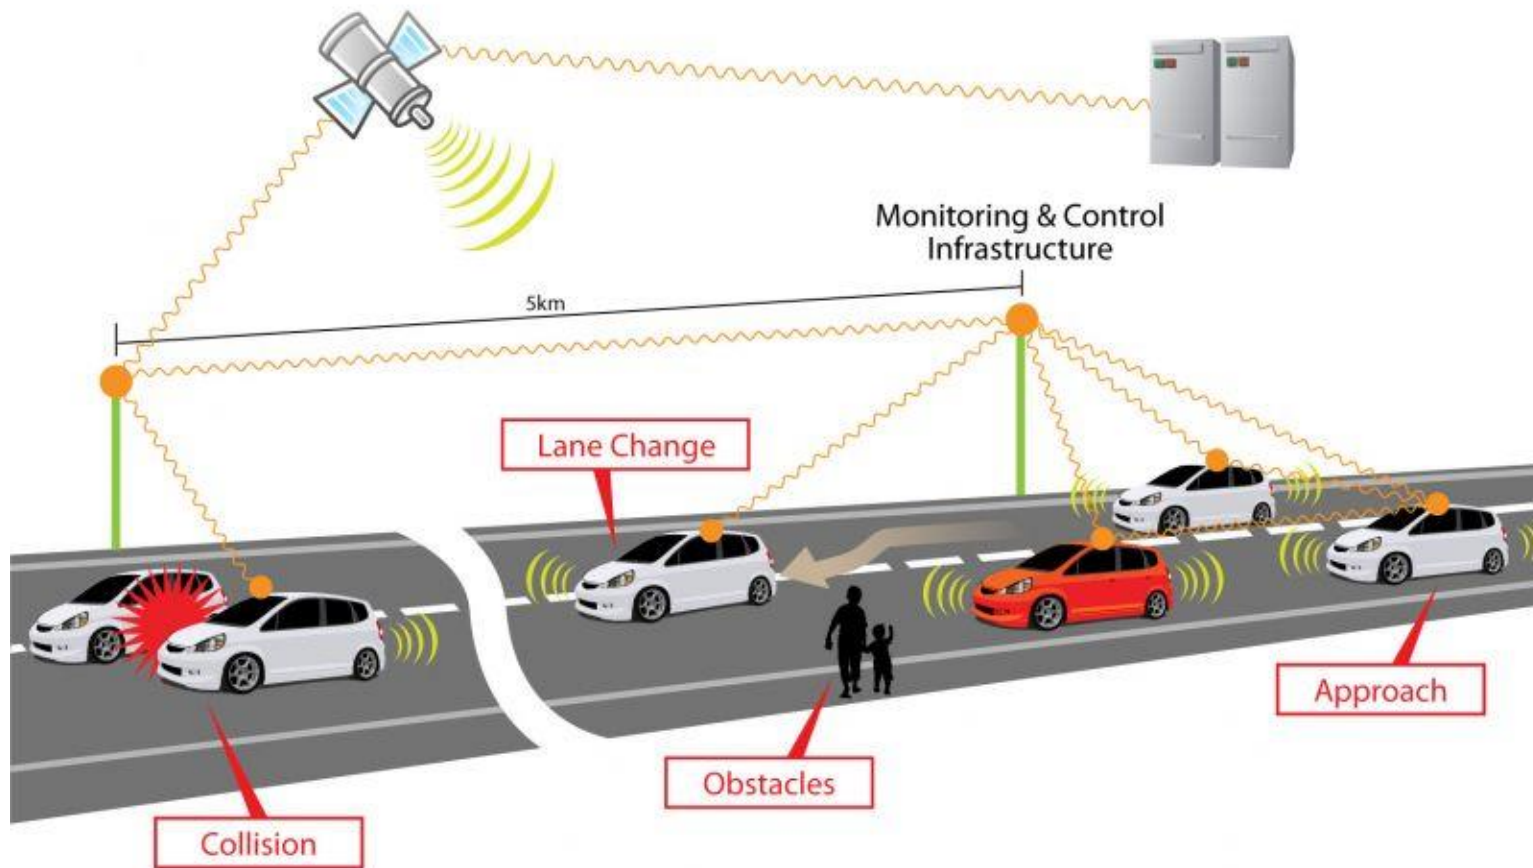 Monitoring & Control
Infrastructure
5km
Lane Change
Approach
Obstacles
Collision